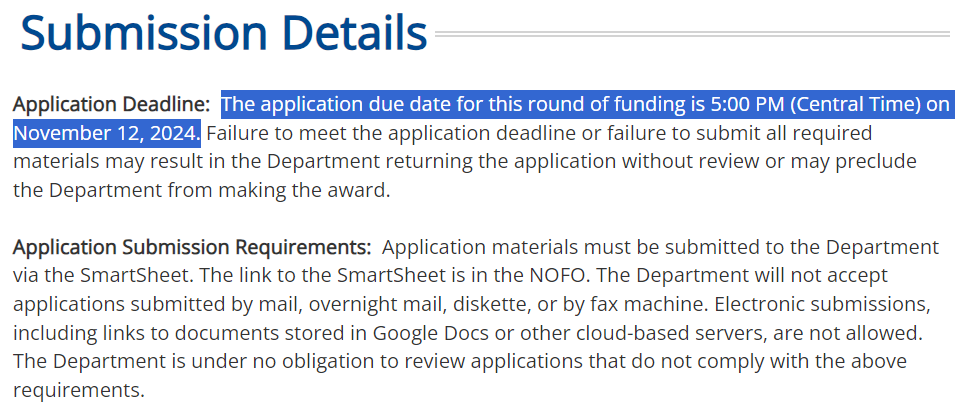 Submission Details
Application Deadline: The application due date for this round of funding is 5:00 PM (Central Time) on
November 12, 2024. Failure to meet the application deadline or failure to submit all required
materials may result in the Department returning the application without review or may preclude
the Department from making the award.
Application Submission Requirements: Application materials must be submitted to the Department
via the SmartSheet. The link to the SmartSheet is in the NOFO. The Department will not accept
applications submitted by mail, overnight mail, diskette, or by fax machine. Electronic submissions,
including links to documents stored in Google Docs or other cloud-based servers, are not allowed.
The Department is under no obligation to review applications that do not comply with the above
requirements.